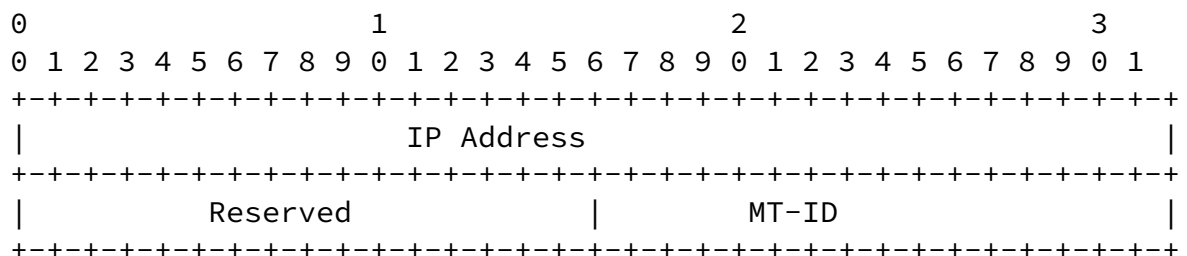 0                   1                   2                   3
0 1 2 3 4 5 6 7 8 9 0 1 2 3 4 5 6 7 8 9 0 1 2 3 4 5 6 7 8 9 0 1
+-+-+-+-+-+-+-+-+-+-+-+-+-+-+-+-+-+-+-+-+-+-+-+-+-+-+-+-+-+-+-+-+
|                     IP Address                                |
+-+-+-+-+-+-+-+-+-+-+-+-+-+-+-+-+-+-+-+-+-+-+-+-+-+-+-+-+-+-+-+-+
|          Reserved             |        MT-ID                  |
+-+-+-+-+-+-+-+-+-+-+-+-+-+-+-+-+-+-+-+-+-+-+-+-+-+-+-+-+-+-+-+-+